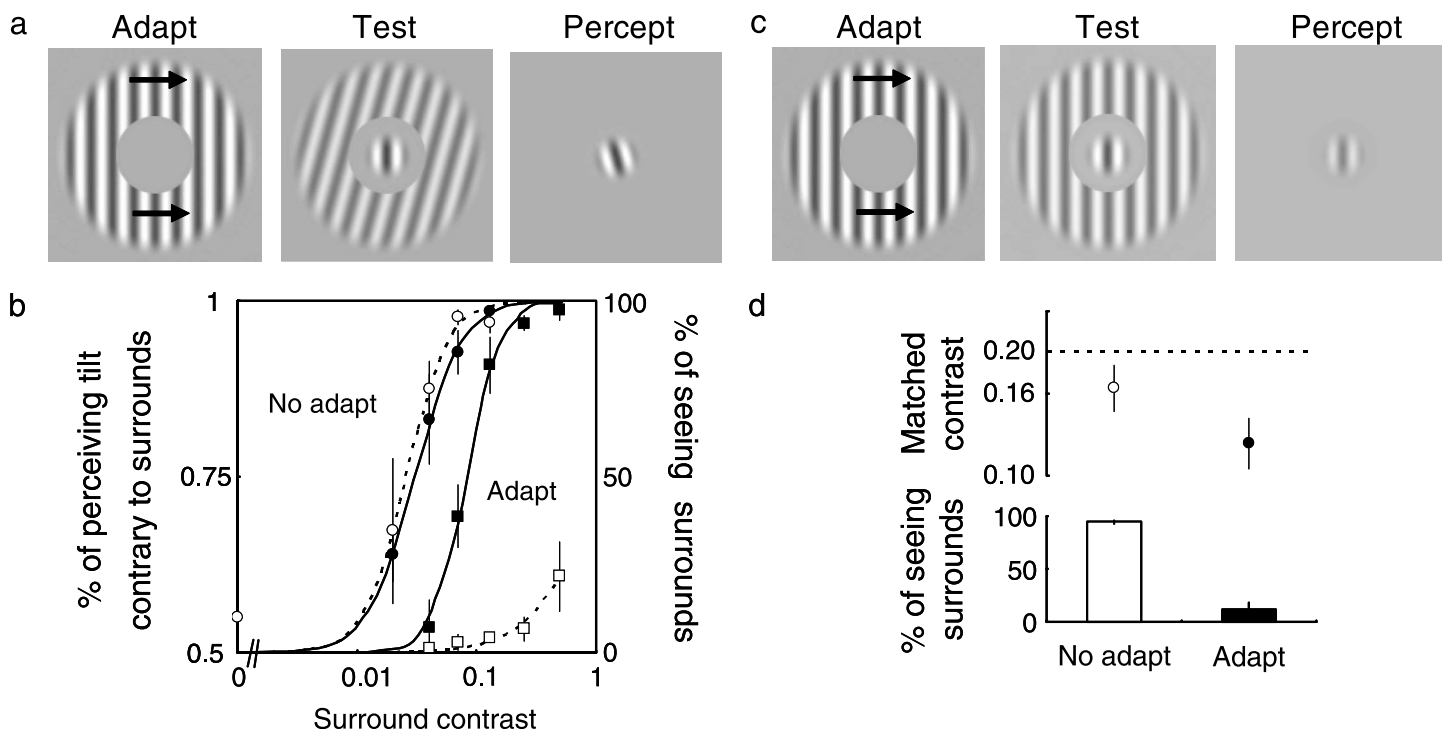 a
Adapt
Test
Percept
c
Adapt
Test
Percept
b
% of perceiving tilt
contrary to surrounds
1
0.75
0.5
No adapt
Adapt
0
0.01
0.1
1
Surround contrast
100
50
0
% of seeing
surrounds
d
Matched
contrast
0.20
0.16
0.10
% of seeing
surrounds
100
50
0
No adapt
Adapt